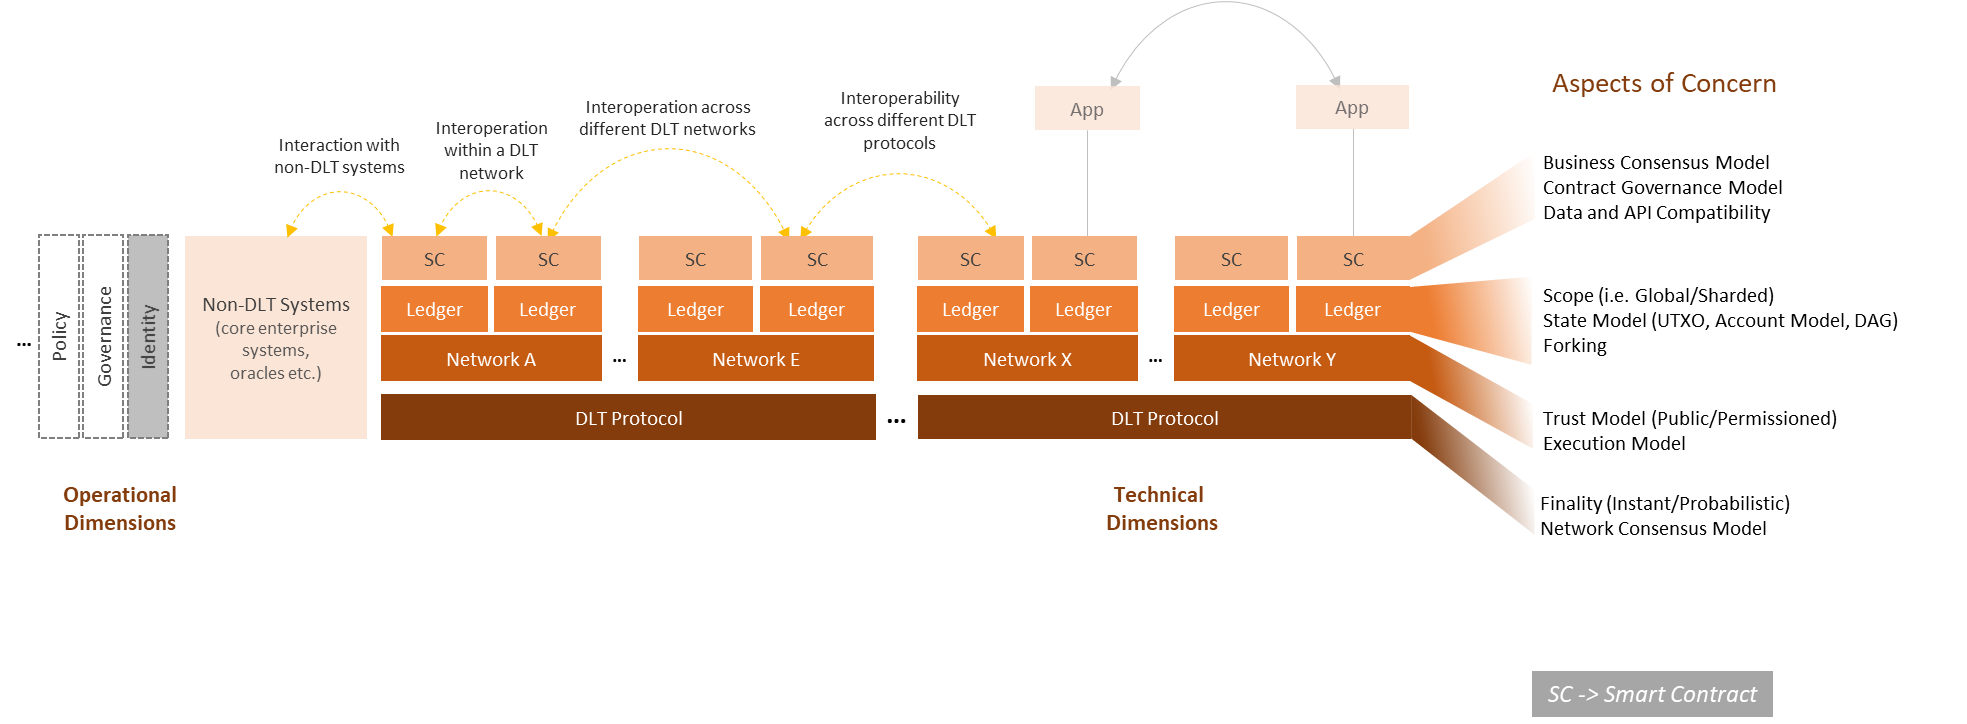 Aspects of Concern
App
App
Interaction with
non-DLT systems
Interoperation
within a DLT
network
Interoperation across
different DLT networks
Interoperability
across different DLT
protocols
Business Consensus Model
Contract Governance Model
Data and API Compatibility
...
Policy
Governance
Identity
Non-DLT Systems
(core enterprise
systems,
oracles etc.)
SC
SC
SC
SC
SC
SC
SC
SC
Ledger
Ledger
Ledger
Ledger
Ledger
Ledger
Ledger
Ledger
Scope (i.e. Global/Sharded)
State Model (UTXO, Account Model, DAG)
Forking
Network A
...
Network E
Network X
...
Network Y
DLT Protocol
...
DLT Protocol
Trust Model (Public/Permissioned)
Execution Model
Operational
Dimensions
Technical
Dimensions
Finality (Instant/Probabilistic)
Network Consensus Model
SC -> Smart Contract